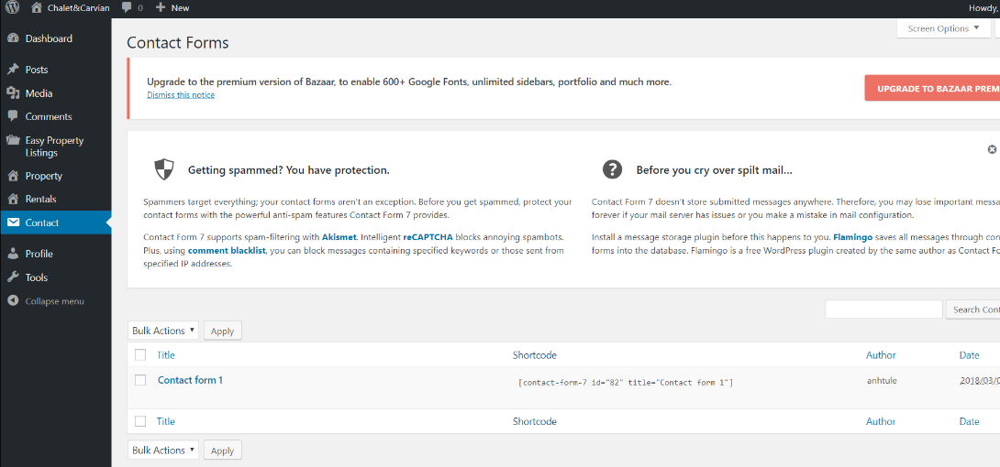 Chalet&Carvian 0 New Howdy,
Dashboard
Posts
Media
Comments
Easy Property
Listings
Property
Rentals
Contact
Profile
Tools
Collapse menu
Screen Options
Contact Forms
Upgrade to the premium version of Bazaar, to enable 600+ Google Fonts, unlimited sidebars, portfolio and much more.
Dismiss this notice
UPGRADE TO BAZAAR PREM
Getting spammed? You have protection.
Spammers target everything; your contact forms aren't an exception. Before you get spammed, protect your
contact forms with the powerful anti-spam features Contact Form 7 provides.
Contact Form 7 supports spam-filtering with Akismet. Intelligent reCAPTCHA blocks annoying spambots.
Plus, using comment blacklist, you can block messages containing specified keywords or those sent from
specified IP addresses.
Before you cry over spilt mail...
Contact Form 7 doesn't store submitted messages anywhere. Therefore, you may lose important messa
forever if your mail server has issues or you make a mistake in mail configuration.
Install a message storage plugin before this happens to you. Flamingo saves all messages through con
forms into the database. Flamingo is a free WordPress plugin created by the same author as Contact Fo
Search Cont
Bulk Actions Apply
Title Shortcode Author Date
Contact form 1 [contact-form-7 id="82" title="Contact form 1"] anhtule 2018/03/0
Title Shortcode Author Date
Bulk Actions Apply